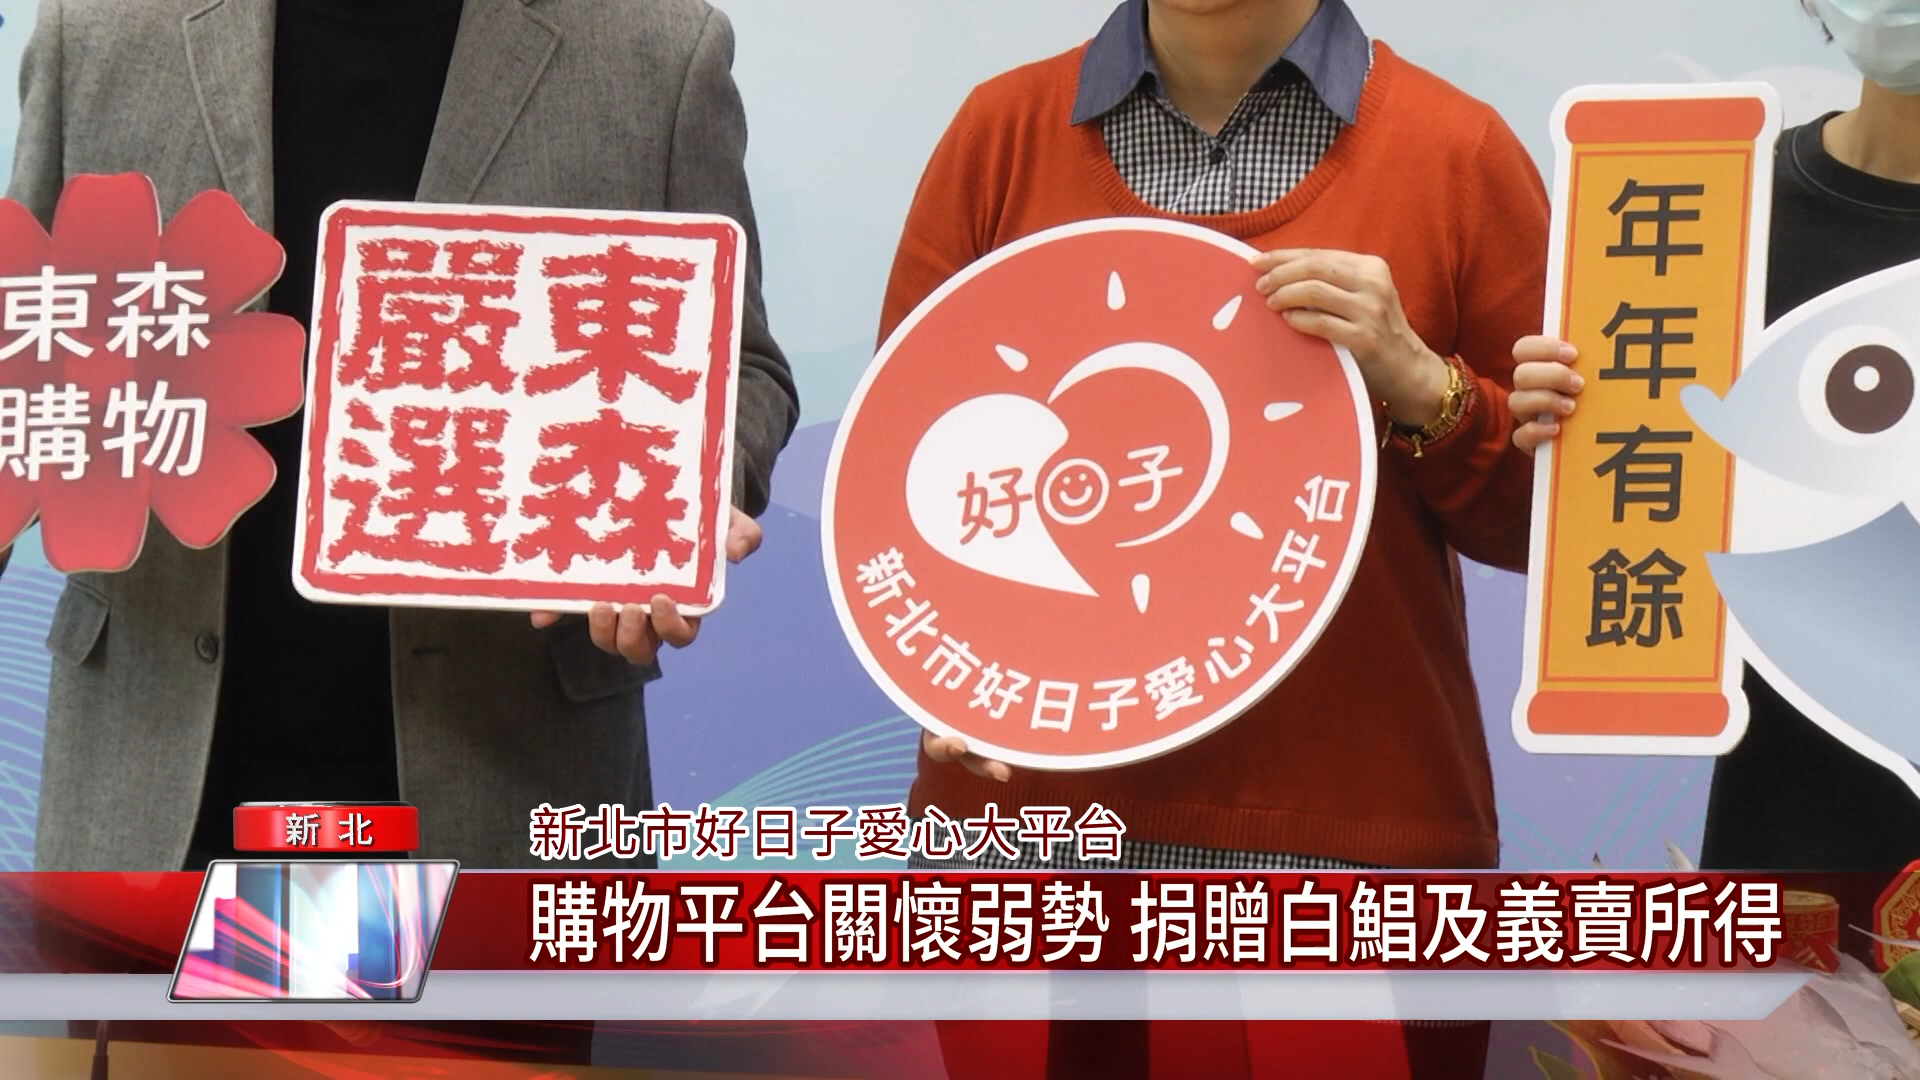 東森
購物
東森
嚴選
好日子
新北市好日子愛心大平台
年年有餘
新北
新北市好日子愛心大平台
購物平台關懷弱勢 捐贈白鯧及義賣所得